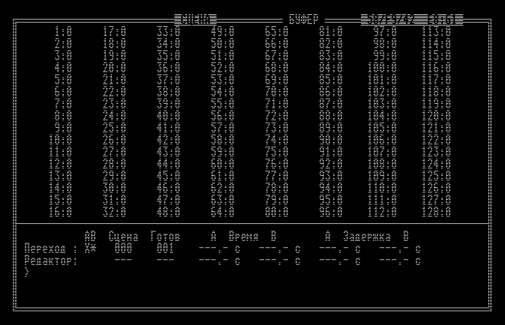 СЦЕНА БУФЕР
1:0 17:0 33:0 49:0 65:0 81:0 97:0 113:0
2:0 18:0 34:0 50:0 66:0 82:0 98:0 114:0
3:0 19:0 35:0 51:0 67:0 83:0 99:0 115:0
4:0 20:0 36:0 52:0 68:0 84:0 100:0 116:0
5:0 21:0 37:0 53:0 69:0 85:0 101:0 117:0
6:0 22:0 38:0 54:0 70:0 86:0 102:0 118:0
7:0 23:0 39:0 55:0 71:0 87:0 103:0 119:0
8:0 24:0 40:0 56:0 72:0 88:0 104:0 120:0
9:0 25:0 41:0 57:0 73:0 89:0 105:0 121:0
10:0 26:0 42:0 58:0 74:0 90:0 106:0 122:0
11:0 27:0 43:0 59:0 75:0 91:0 107:0 123:0
12:0 28:0 44:0 60:0 76:0 92:0 108:0 124:0
13:0 29:0 45:0 61:0 77:0 93:0 109:0 125:0
14:0 30:0 46:0 62:0 78:0 94:0 110:0 126:0
15:0 31:0 47:0 63:0 79:0 95:0 111:0 127:0
16:0 32:0 48:0 64:0 80:0 96:0 112:0 128:0
AB Сцена Готов A Время B A Задержка B
Переход : X* 000 001 ---.- с ---.- с ---.- с ---.- с
Редактор: --- --- ---.- с ---.- с ---.- с ---.- с
>